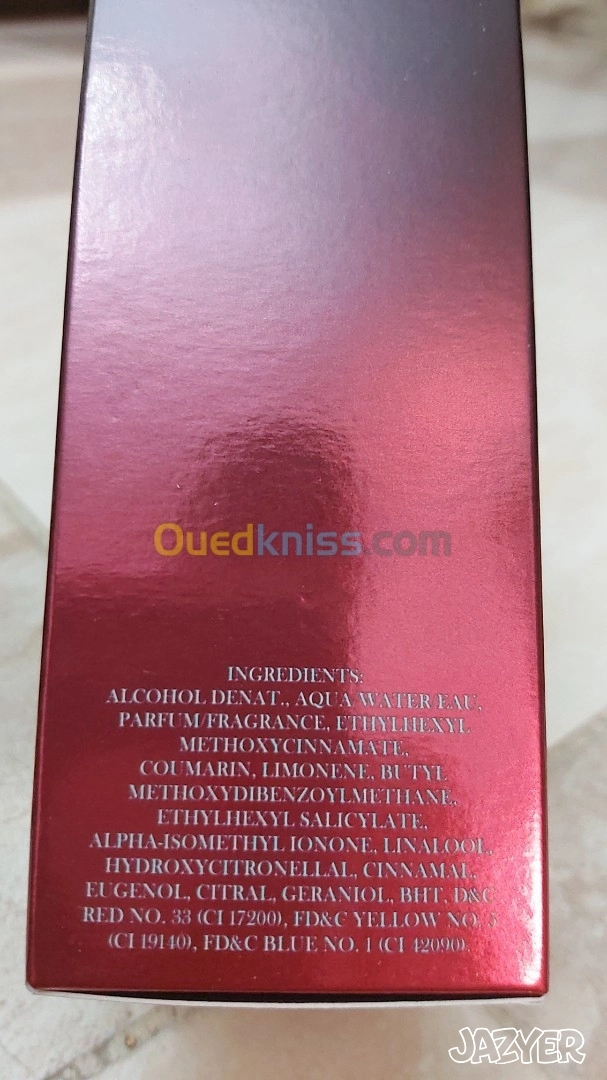 Ouedkniss.com
INGREDIENTS:
ALCOHOL DENAT., AQUA/WATER/EAU,
PARFUM/FRAGRANCE, ETHYLHEXYL
METHOXYCINNAMATE,
COUMARIN, LIMONENE, BUTYL
METHOXYDIBENZOYLMETHANE,
ETHYLHEXYL SALICYLATE,
ALPHA-ISOMETHYL IONONE, LINALOOL,
HYDROXYCITRONELLAL, CINNAMAL,
EUGENOL, CITRAL, GERANIOL, BHT, D&C
RED NO. 33 (CI 17200), FD&C YELLOW NO. 5
(CI 19140), FD&C BLUE NO. 1 (CI 42090).
JAZYER